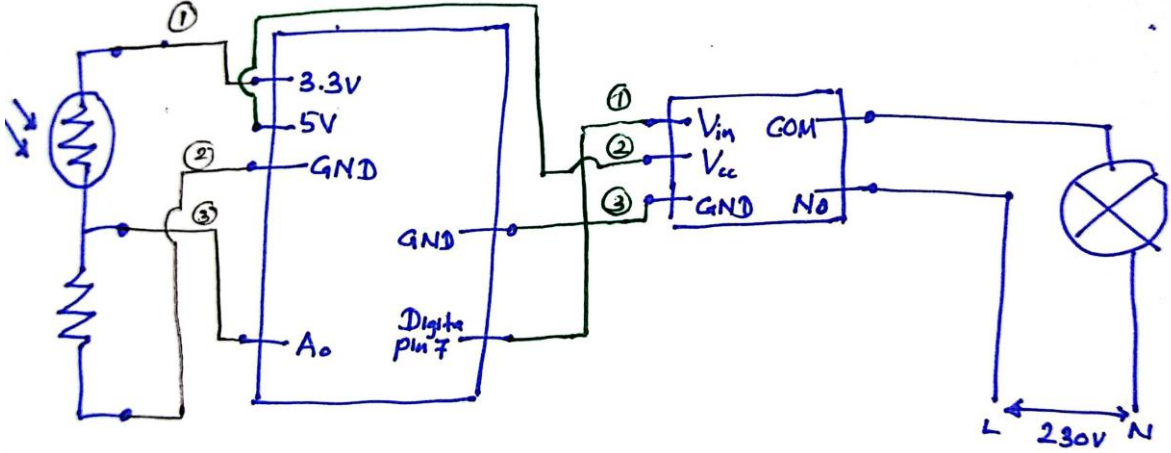 ①
3.3V
5V
②
GND
③
A0
GND
Digita
Pin 7
①
Vin
COM
②
Vcc
③
GND
No
L
230V
N